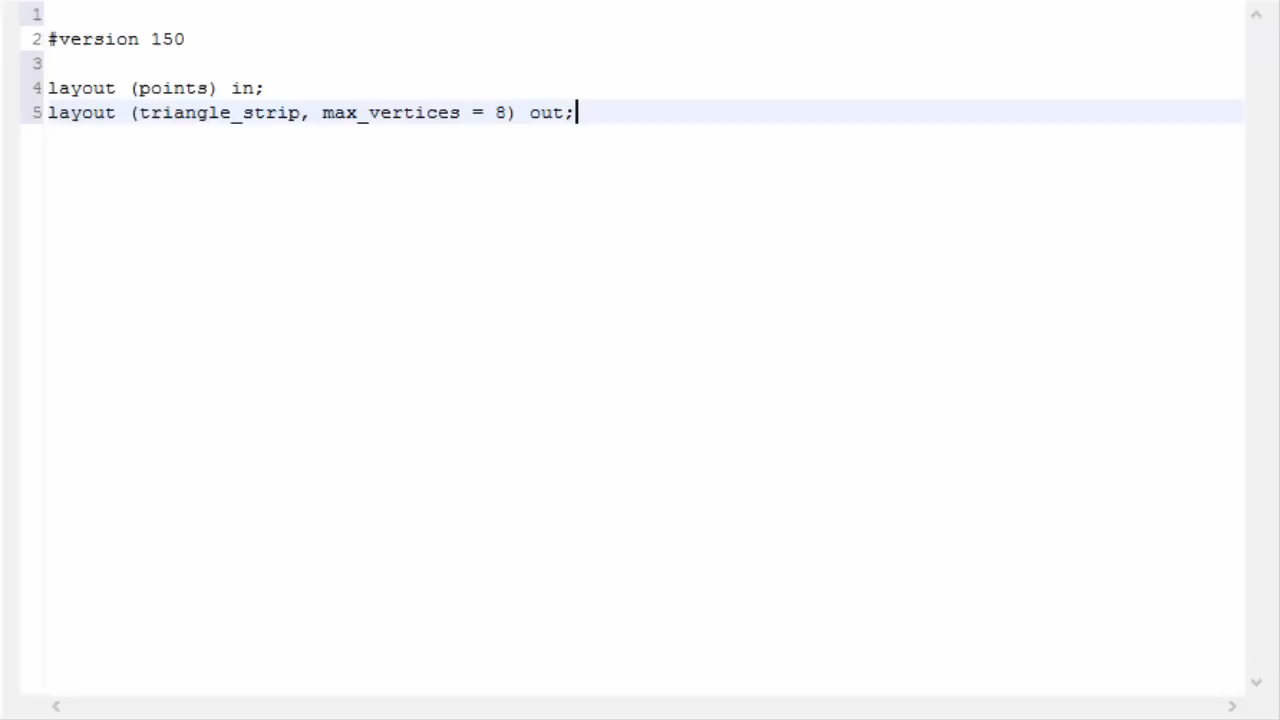 1
2 #version 150
3
4 layout (points) in;
5 layout (triangle_strip, max_vertices = 8) out;